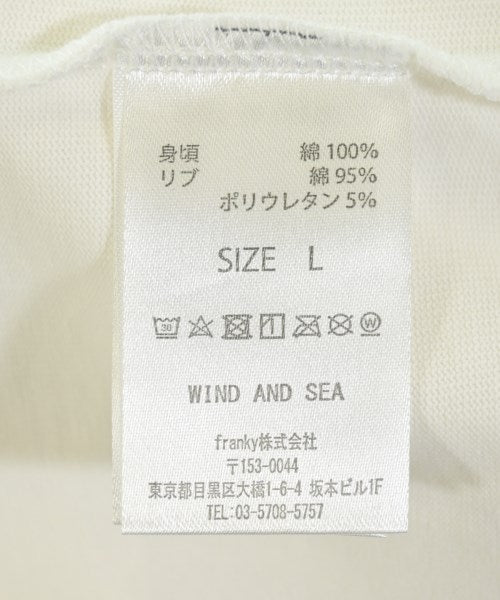 身頃 綿 100%
リブ 綿 95%
ポリウレタン 5%
SIZE L
30 W
WIND AND SEA
franky株式会社
〒153-0044
東京都目黒区大橋1-6-4 坂本ビル1F
TEL:03-5708-5757